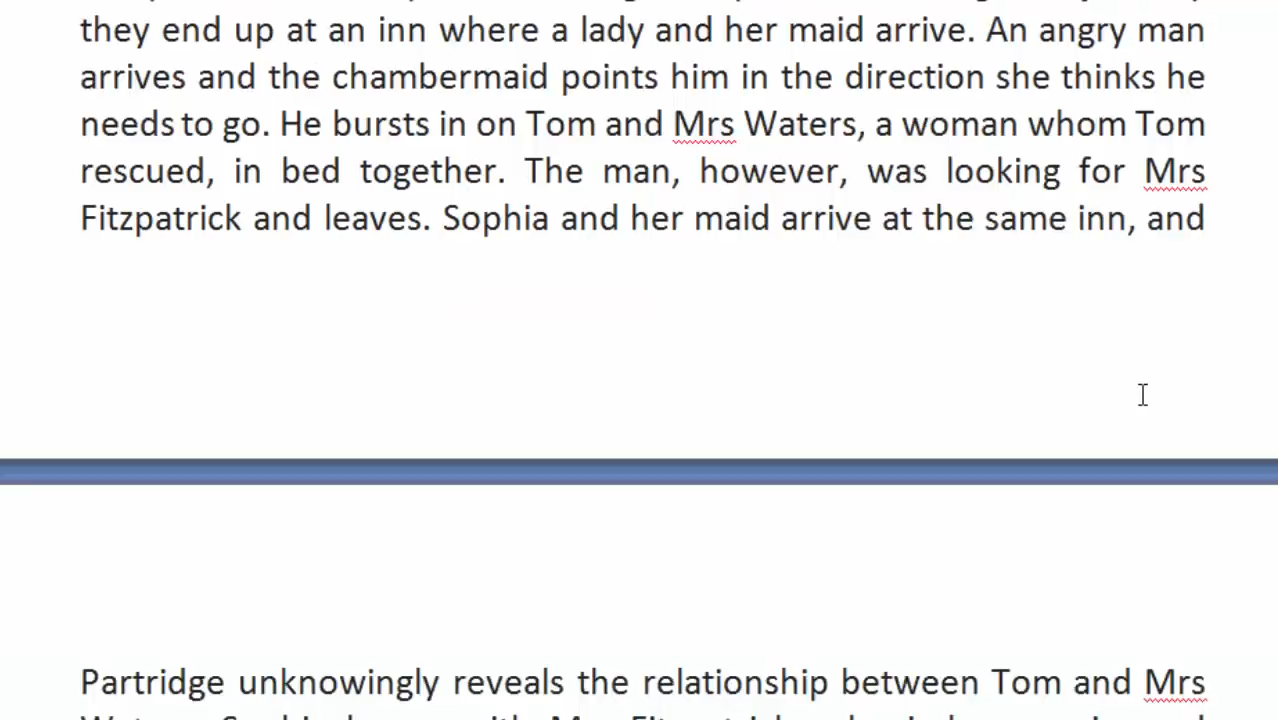 they end up at an inn where a lady and her maid arrive. An angry man
arrives and the chambermaid points him in the direction she thinks he
needs to go. He bursts in on Tom and Mrs Waters, a woman whom Tom
rescued, in bed together. The man, however, was looking for Mrs
Fitzpatrick and leaves. Sophia and her maid arrive at the same inn, and
Partridge unknowingly reveals the relationship between Tom and Mrs